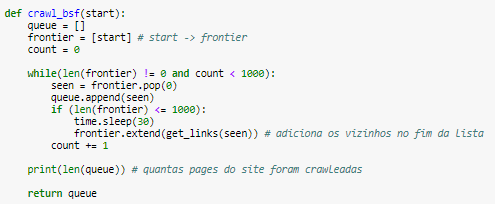 def crawl_bsf(start):
    queue = []
    frontier = [start] # start -> frontier
    count = 0
    while(len(frontier) != 0 and count < 1000):
        seen = frontier.pop(0)
        queue.append(seen)
        if (len(frontier) <= 1000):
            time.sleep(30)
            frontier.extend(get_links(seen)) # adiciona os vizinhos no fim da lista
        count += 1
    print(len(queue)) # quantas pages do site foram crawleadas
    return queue